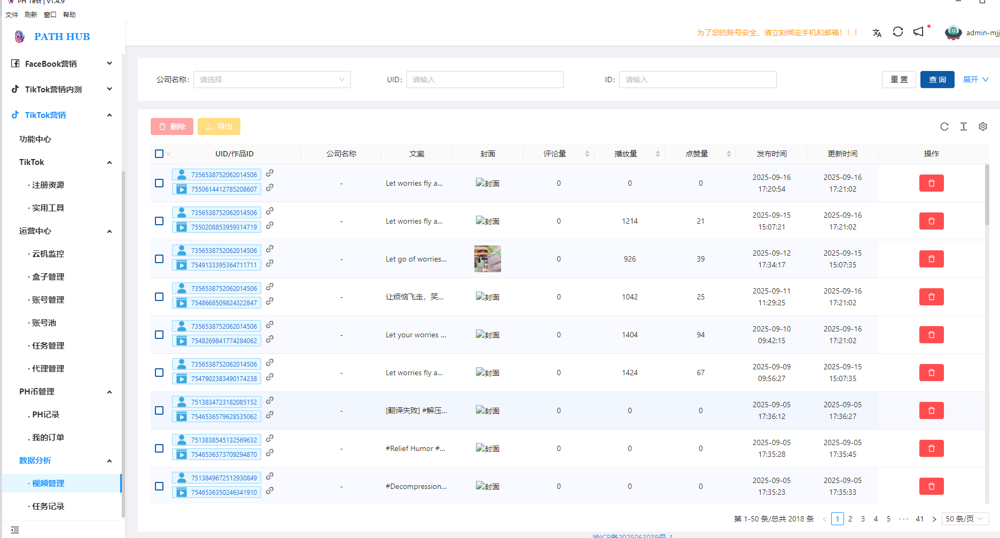 PH Test | v1.4.9
文件 刷新 窗口 帮助
PATH HUB
为了您的账号安全，请立刻绑定手机和邮箱！！！
admin-mjj
FaceBook营销
TikTok营销内测
TikTok营销
功能中心
TikTok
· 注册资源
· 实用工具
运营中心
· 云机监控
· 盒子管理
· 账号管理
· 账号池
· 任务管理
· 代理管理
PH币管理
. PH记录
. 我的订单
数据分析
· 视频管理
· 任务记录
公司名称: 请选择 UID: 请输入 ID: 请输入 重置 查询 展开
删除 导出
UID/作品ID 公司名称 文案 封面 评论量 播放量 点赞量 发布时间 更新时间 操作
7356538752062014506
7550614412785208607
- Let worries fly a... 封面 0 0 0 2025-09-16 17:20:54 2025-09-16 17:21:02
7356538752062014506
7550208853959314719
- Let worries fly a... 封面 0 1214 21 2025-09-15 15:07:21 2025-09-16 17:21:02
7356538752062014506
7549133395364711711
- Let go of worries... 0 926 39 2025-09-12 17:34:17 2025-09-15 15:07:35
7356538752062014506
7548668509824322847
- 让烦恼飞走，笑... 封面 0 1042 25 2025-09-11 11:29:25 2025-09-16 17:21:02
7356538752062014506
7548269841774284062
- Let your worries ... 封面 0 1404 94 2025-09-10 09:42:15 2025-09-16 17:21:02
7356538752062014506
7547902383490174238
- Let worries fly a... 封面 0 1424 67 2025-09-09 09:56:27 2025-09-15 15:07:35
7513834723182085152
7546536579628535062
- [翻译失败] #解压... 封面 0 0 0 2025-09-05 17:36:12 2025-09-05 17:36:27
7513838545132569632
7546536373709294870
- #Relief Humor #... 封面 0 0 0 2025-09-05 17:35:28 2025-09-05 17:35:45
7513849672512930849
7546536350246341910
- #Decompression... 封面 0 0 0 2025-09-05 17:35:23 2025-09-05 17:35:33
第 1-50 条/总共 2018 条 < 1 2 3 4 5 ••• 41 > 50 条/页
渝ICP备2025063039号-1